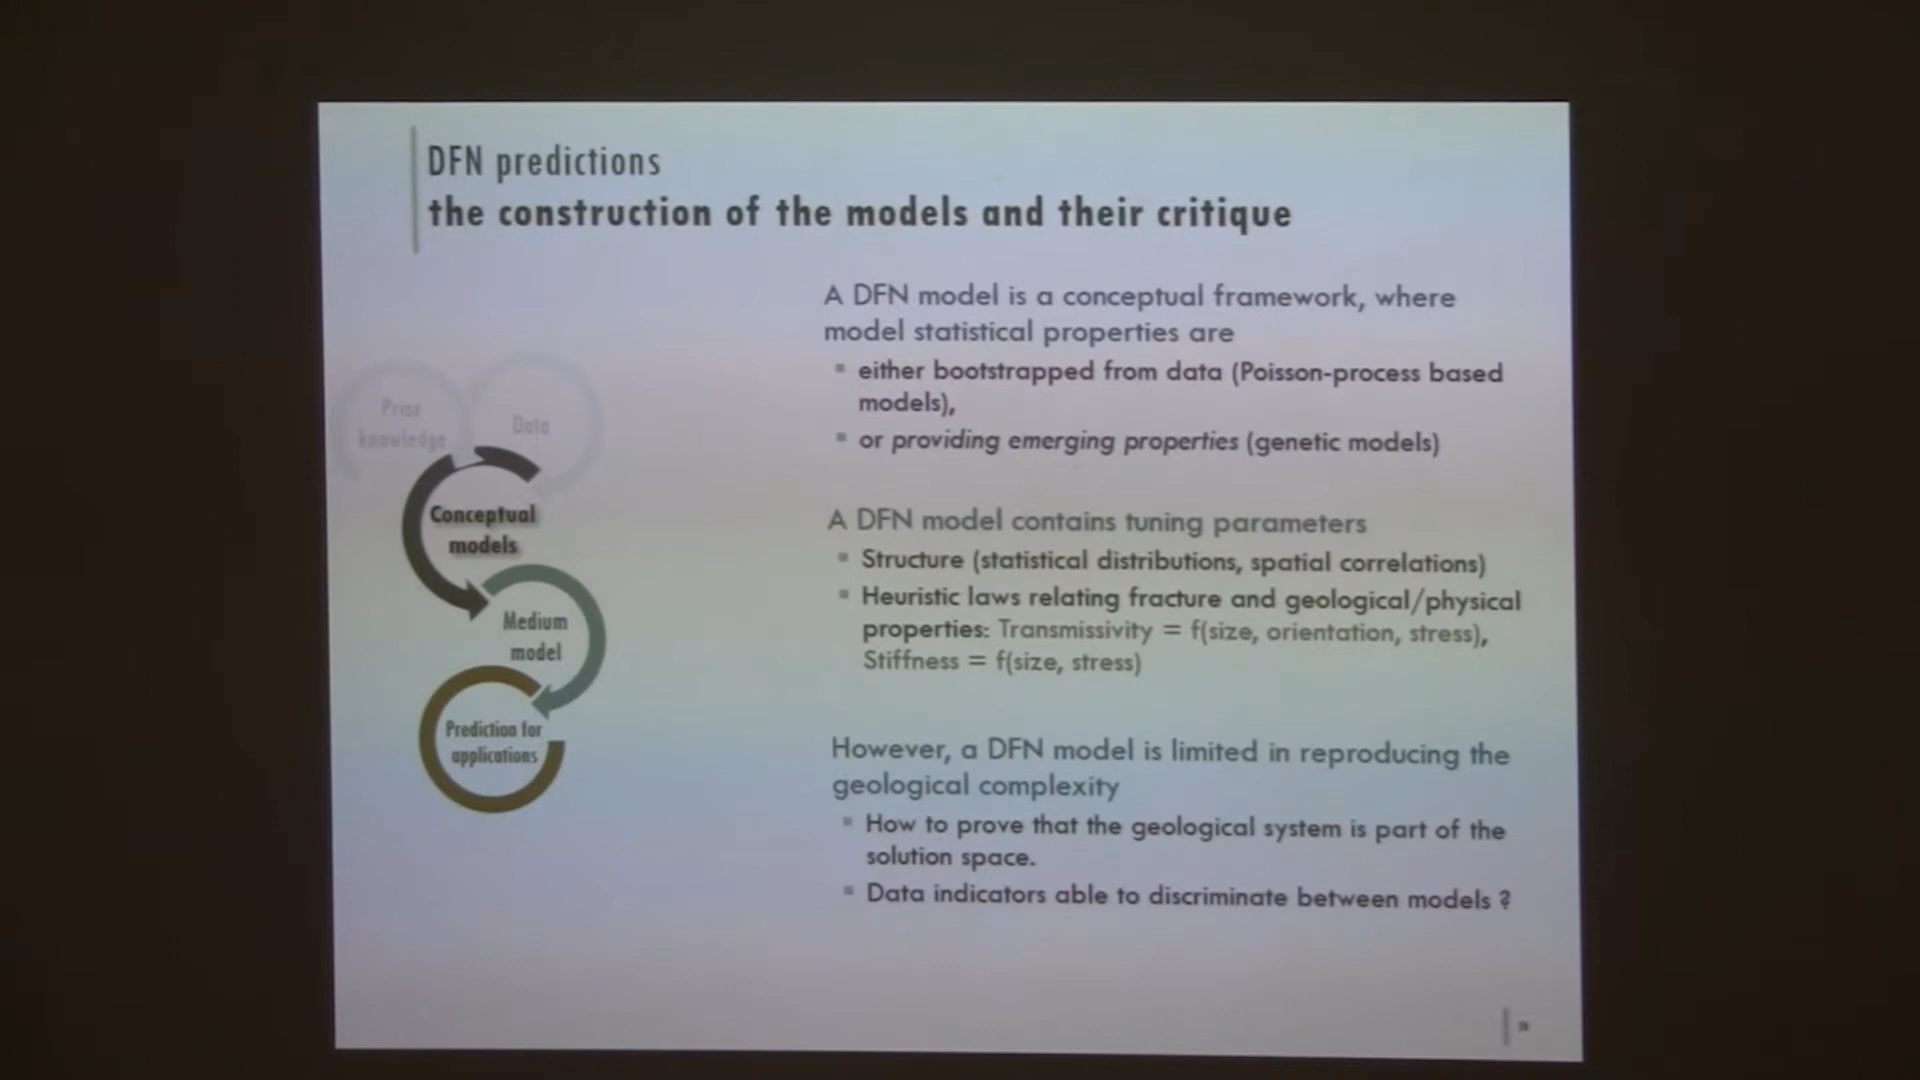 DFN predictions
the construction of the models and their critique
A DFN model is a conceptual framework, where
model statistical properties are
either bootstrapped from data (Poisson-process based
models),
or providing emerging properties (genetic models)
A DFN model contains tuning parameters
Structure (statistical distributions, spatial correlations)
Heuristic laws relating fracture and geological/physical
properties: Transmissivity = f(size, orientation, stress),
Stiffness = f(size, stress)
However, a DFN model is limited in reproducing the
geological complexity
How to prove that the geological system is part of the
solution space.
Data indicators able to discriminate between models ?
Prior
knowledge
Data
Conceptual
models
Medium
model
Prediction for
applications